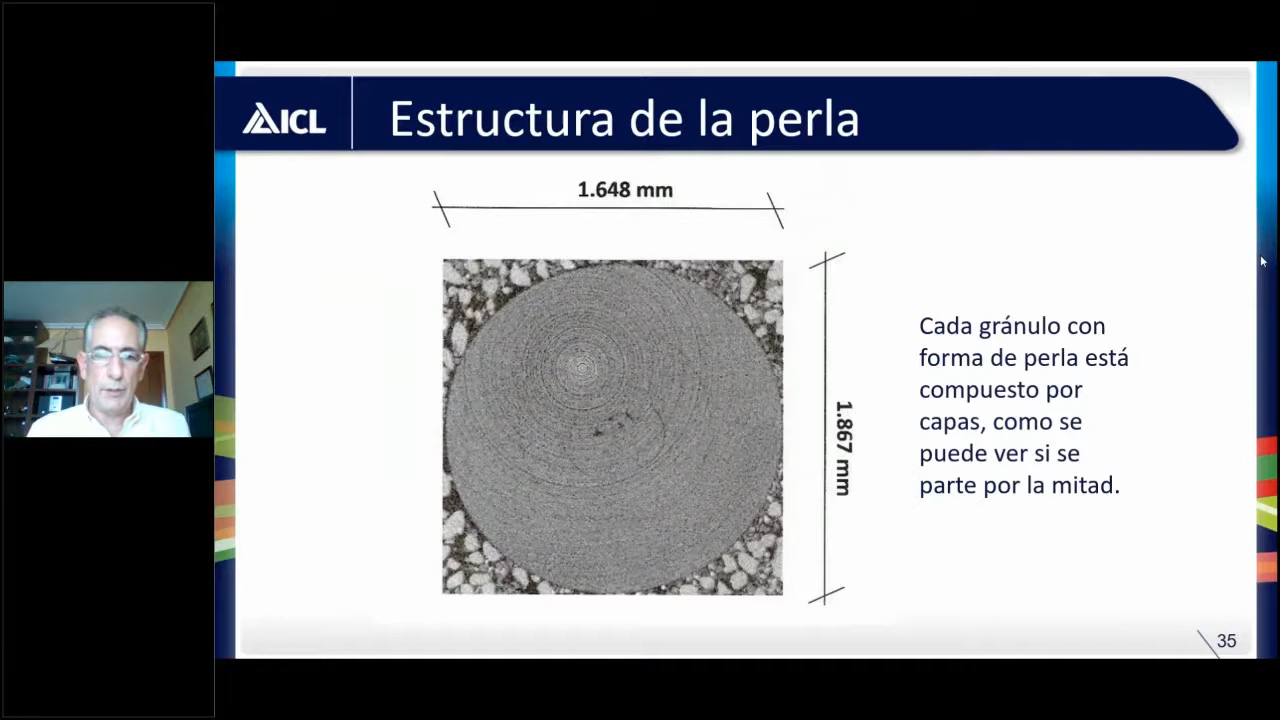 AICL
Estructura de la perla
1.648 mm
1.867 mm
Cada gránulo con
forma de perla está
compuesto por
capas, como se
puede ver si se
parte por la mitad.
35